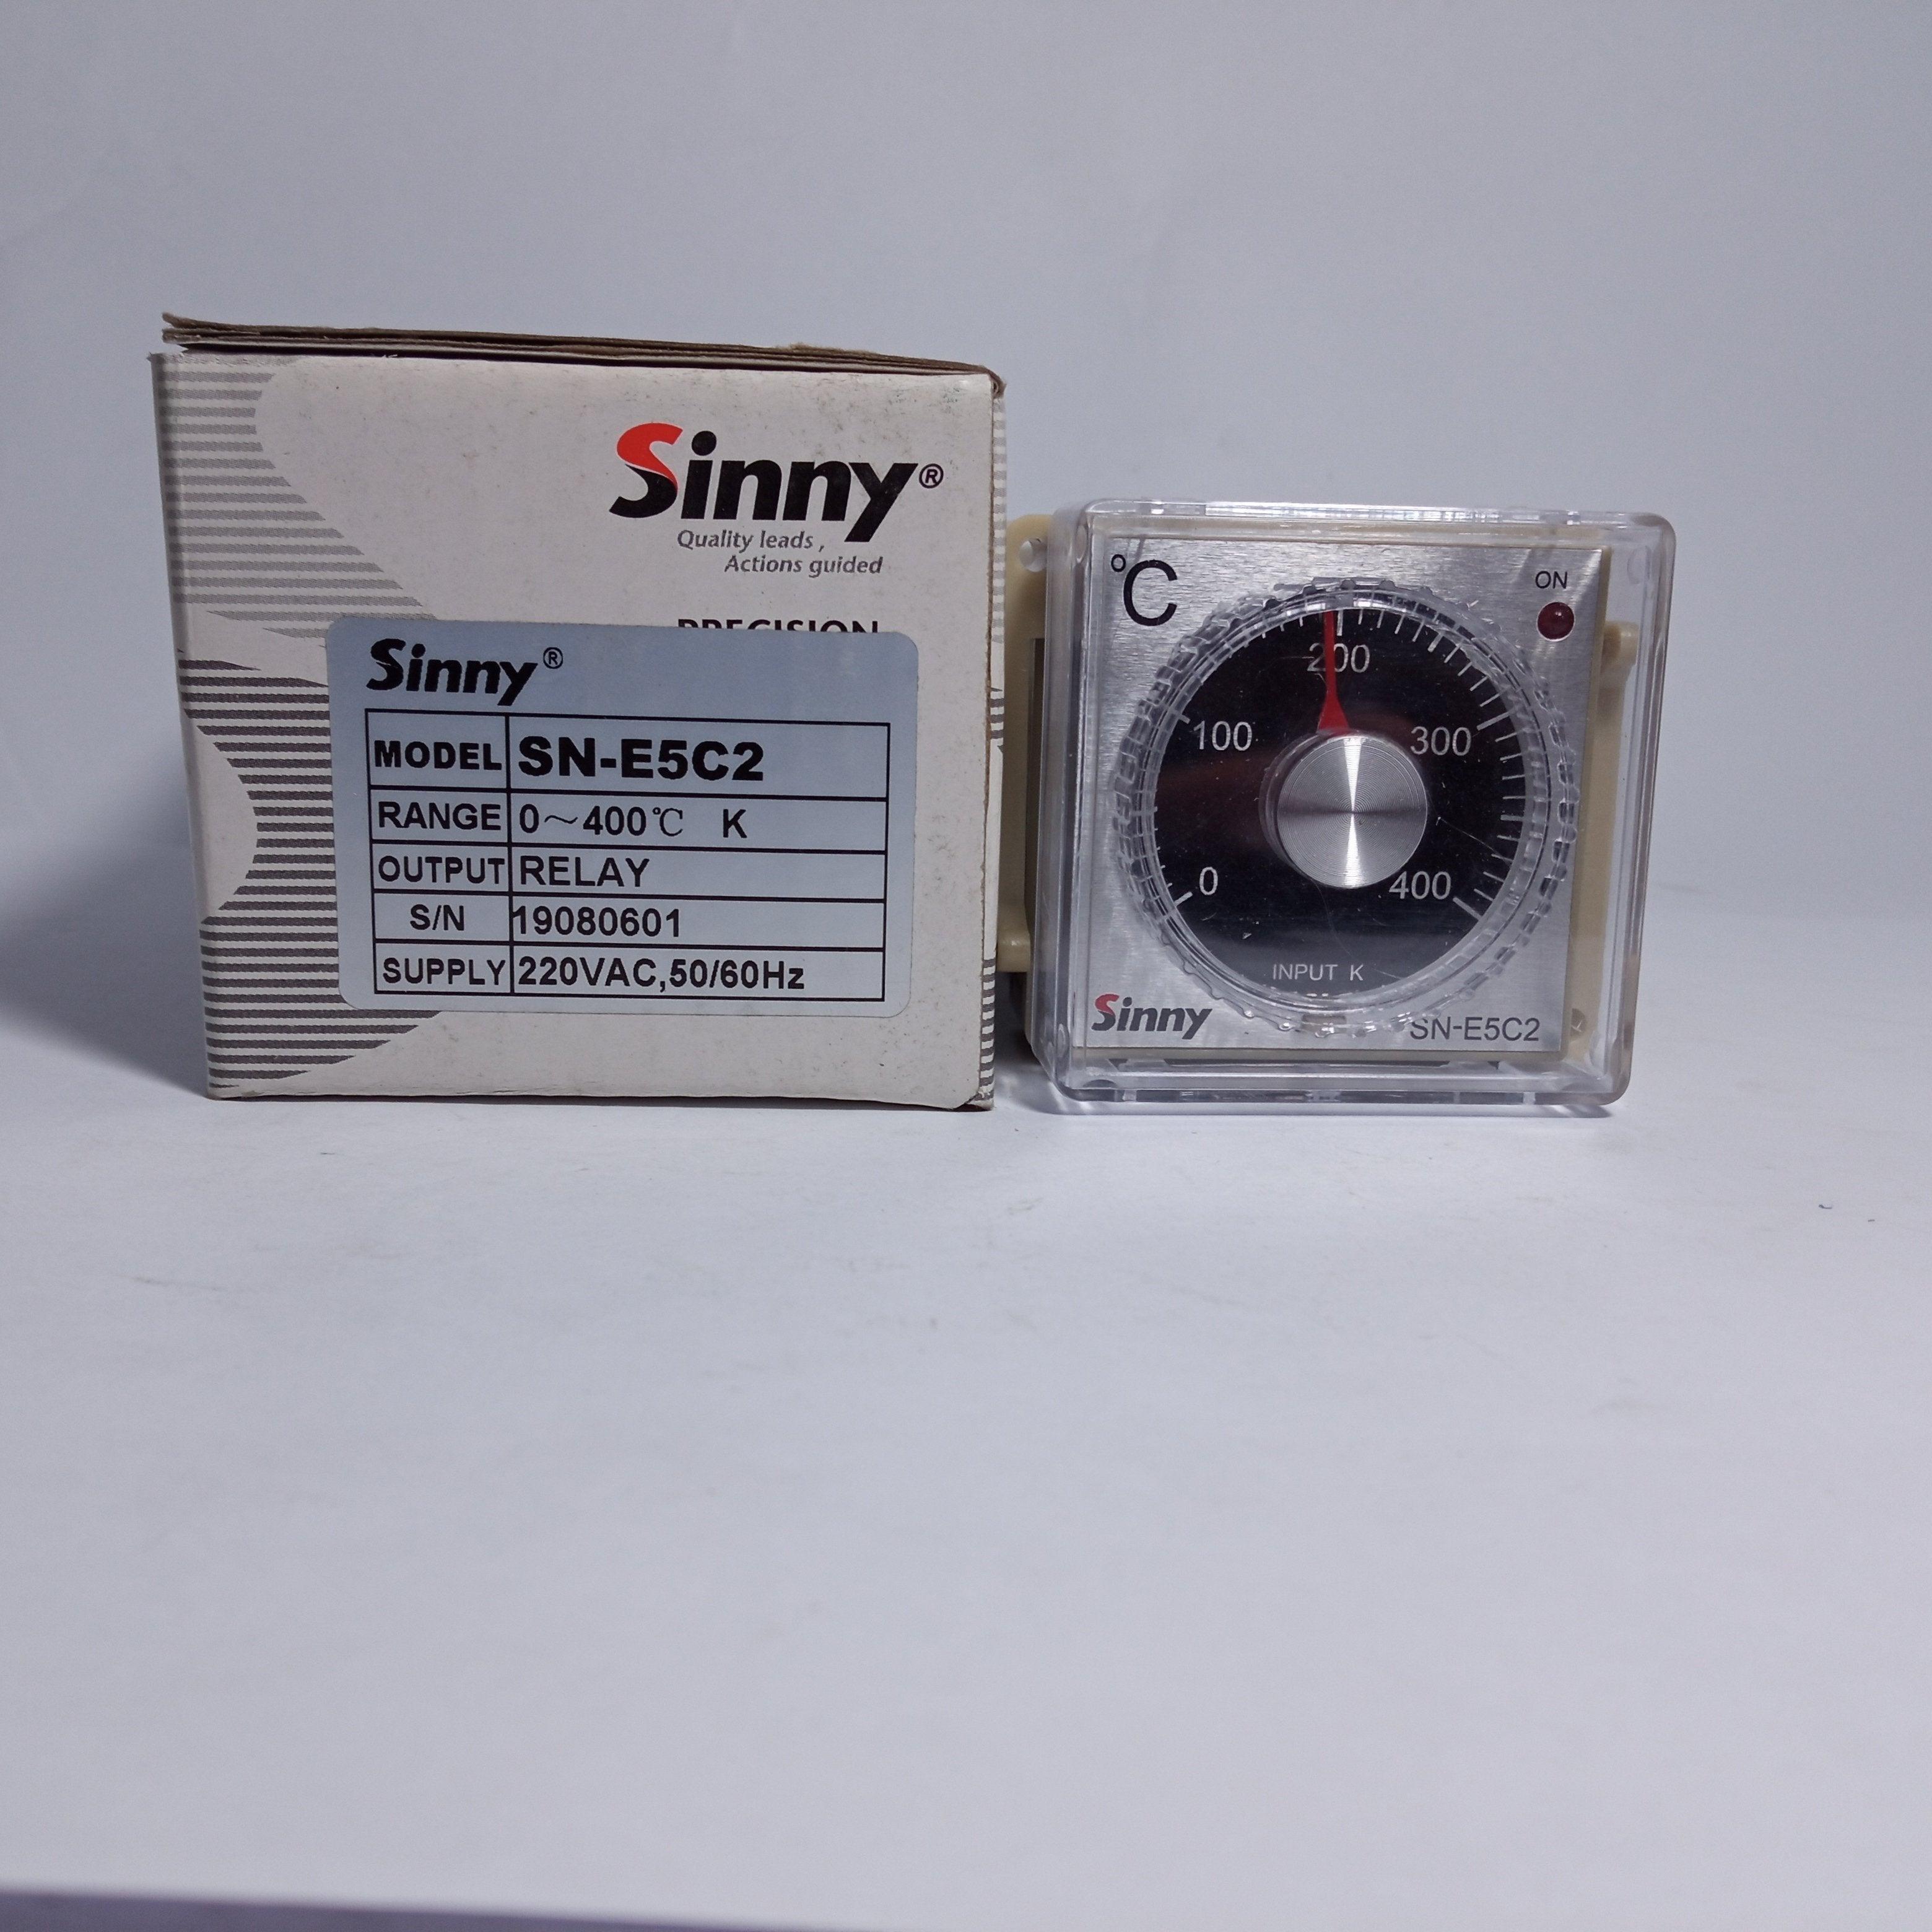 Sinny®
Quality leads,
Actions guided
PRECISION
Sinny®
MODEL SN-E5C2
RANGE 0~400℃ K
OUTPUT RELAY
S/N 19080601
SUPPLY 220VAC,50/60Hz
°C
ON
200
100 300
0 400
INPUT K
Sinny SN-E5C2